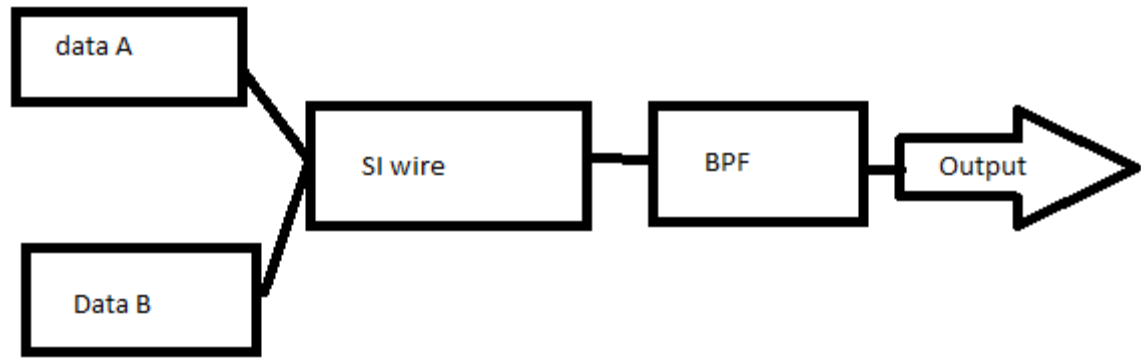 data A
SI wire
BPF
Output
Data B